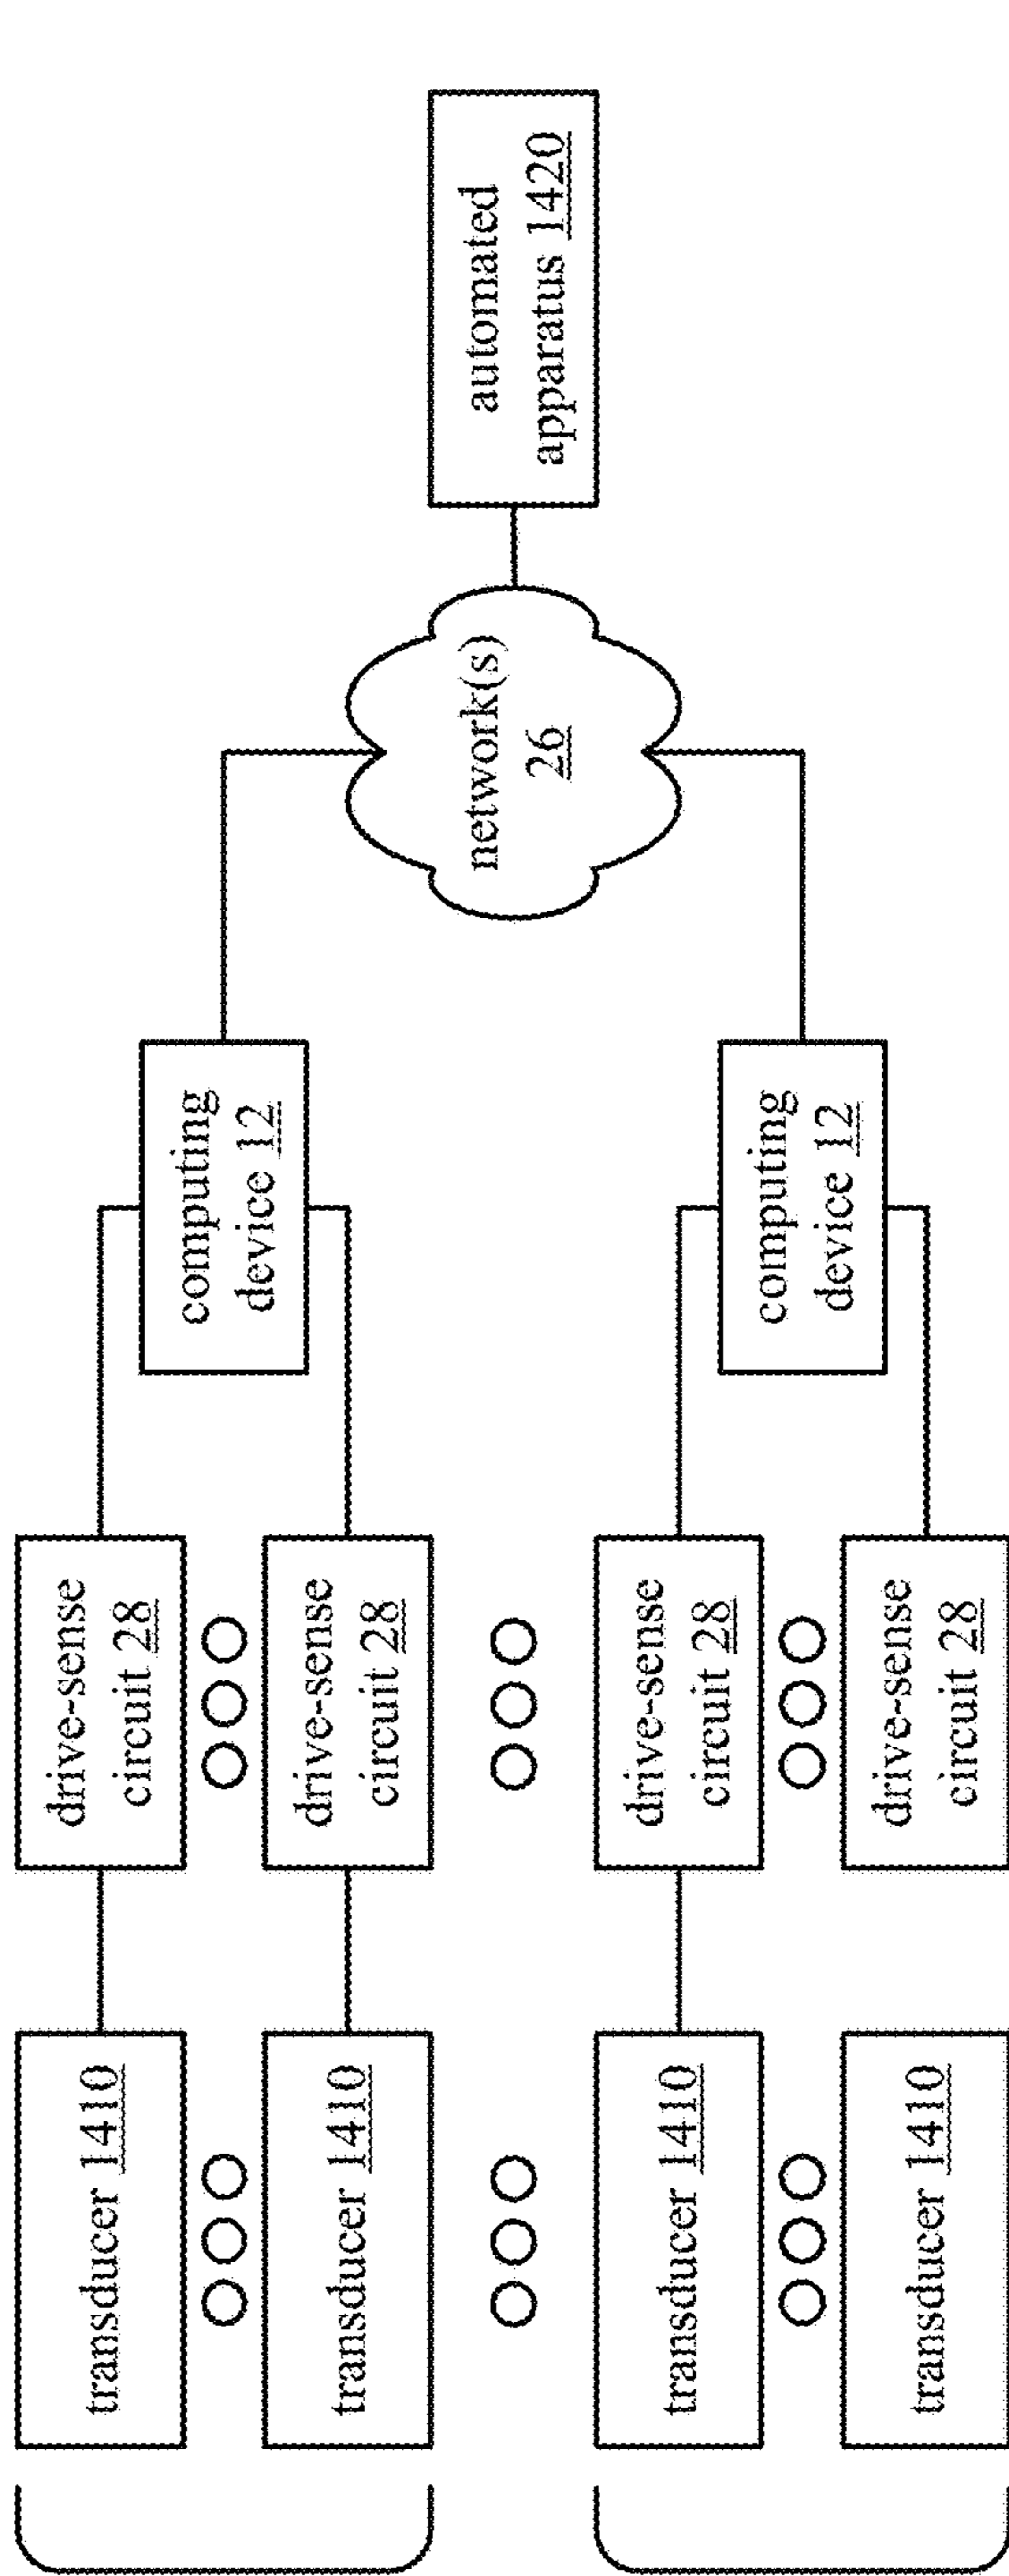 automated
apparatus 1420
network(s)
26
computing
device 12
computing
device 12
drive-sense
circuit 28
drive-sense
circuit 28
drive-sense
circuit 28
drive-sense
circuit 28
transducer 1410
transducer 1410
transducer 1410
transducer 1410